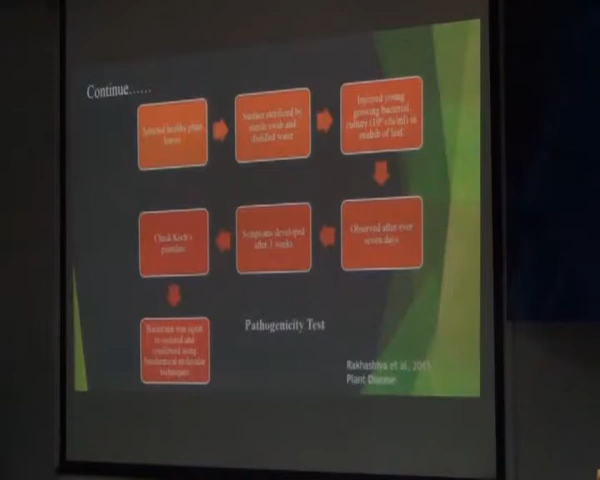 Continue……
Selected healthy plant
leaves
Surface sterilized by
sterile swab and
distilled water
Injected young
growing bacterial
culture (10⁸ cfu/ml) in
midrib of leaf
Observed after
seven days
Symptoms developed
after 3 weeks
Check Koch's
postulate
Bacterium was again
re-isolated and
confirmed using
biochemical molecular
techniques
Pathogenicity Test
Rakhashiya et al,
Plant Disease